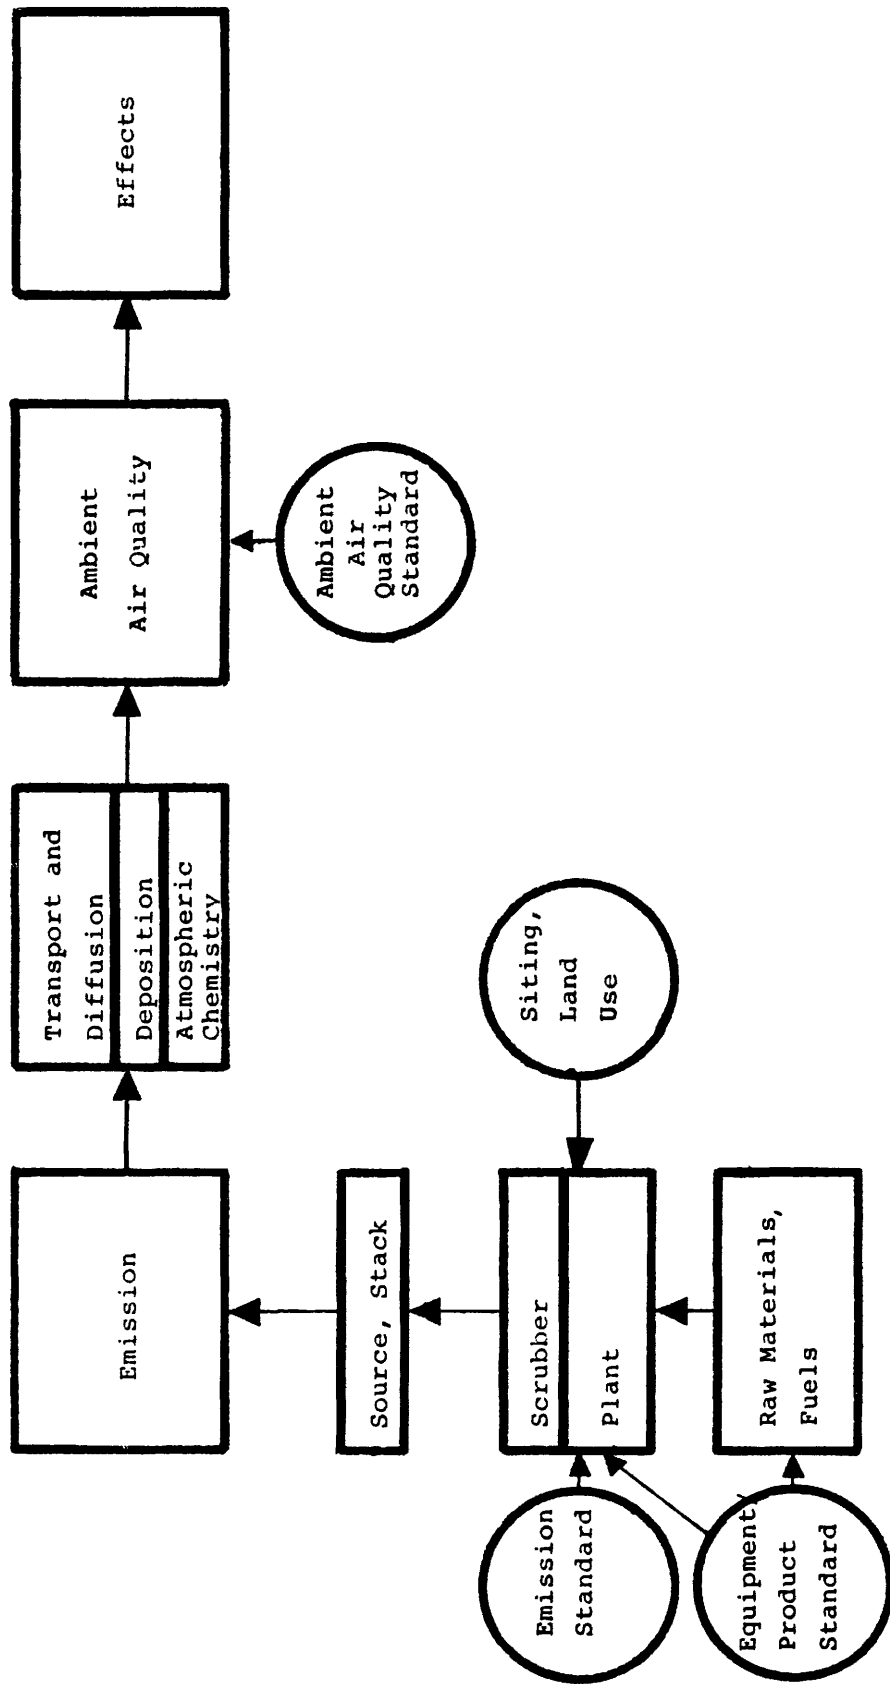 Emission
Transport and
Diffusion
Deposition
Atmospheric
Chemistry
Ambient
Air Quality
Effects
Source, Stack
Ambient
Air
Quality
Standard
Emission
Standard
Scrubber
Plant
Siting,
Land
Use
Equipment,
Product
Standard
Raw Materials,
Fuels